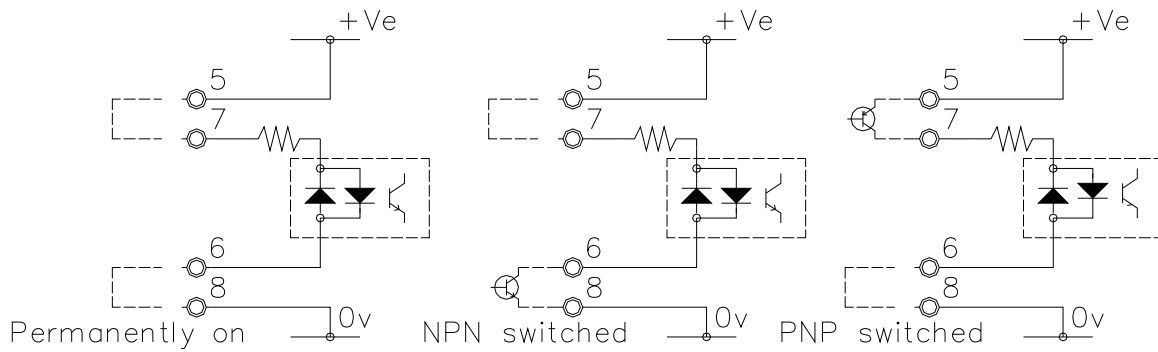 +Ve +Ve +Ve
5 5 5
7 7 7
6 6 6
8 8 8
0v 0v 0v
Permanently on NPN switched PNP switched